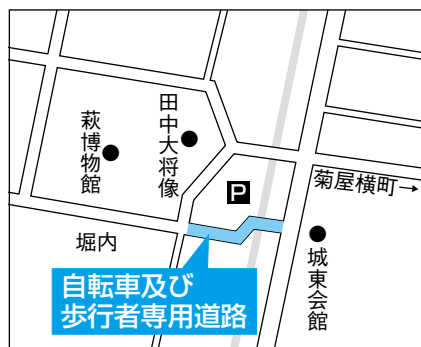 萩博物館
田中大将像
P
菊屋横町→
堀内
城東会館
自転車及び
歩行者専用道路